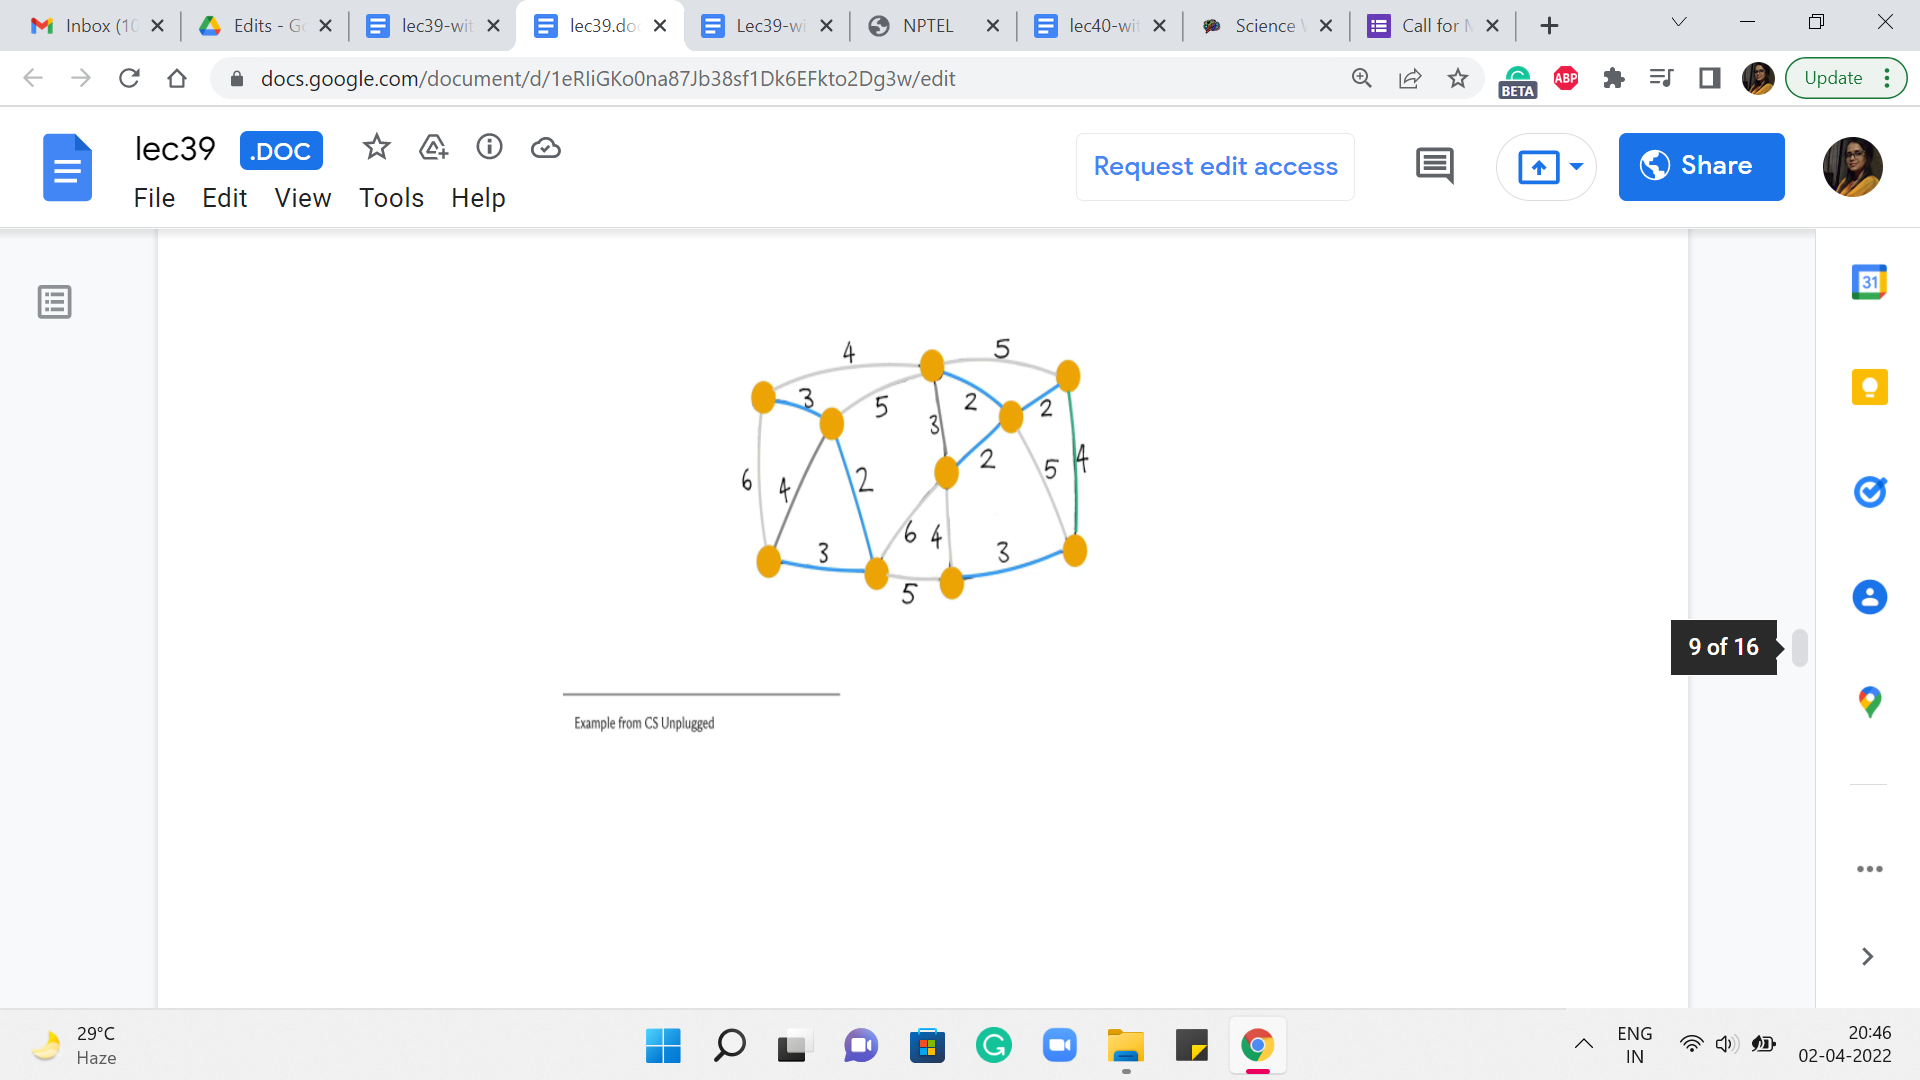 Inbox (10
Edits - Go
lec39-wit
lec39.do
Lec39-wi
NPTEL
lec40-wit
Science
Call for
docs.google.com/document/d/1eRIiGKo0na87Jb38sf1Dk6EFkto2Dg3w/edit
BETA
ABP
Update
lec39
.DOC
File Edit View Tools Help
Request edit access
Share
31
4
5
3
5
3
2
2
2
6
4
2
5
4
6
4
3
3
5
9 of 16
Example from CS Unplugged
29°C
Haze
ENG
IN
20:46
02-04-2022